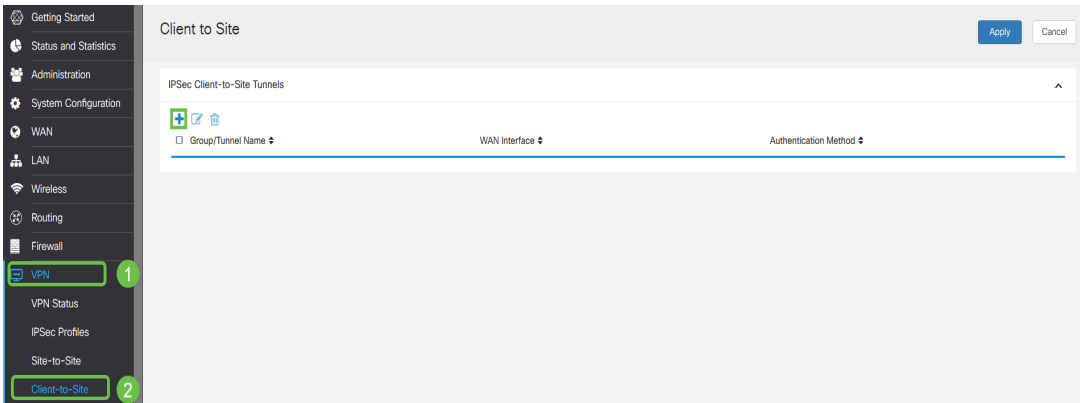 Getting Started
Status and Statistics
Administration
System Configuration
WAN
LAN
Wireless
Routing
Firewall
VPN 1
VPN Status
IPSec Profiles
Site-to-Site
Client-to-Site 2
Client to Site
Apply Cancel
IPSec Client-to-Site Tunnels
Group/Tunnel Name WAN Interface Authentication Method